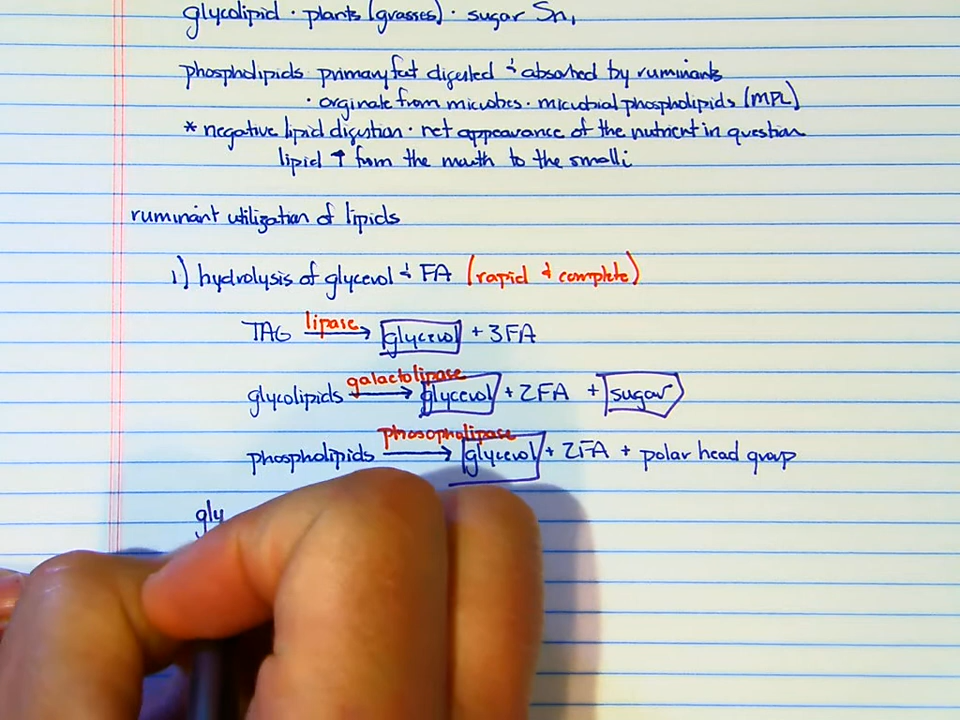 glycolipid · plants (grasses) · sugar Sn,
phospholipids primary fat digested & absorbed by ruminants
· orginate from microbes · microbial phospholipids (MPL)
* negative lipid digestion · net appearance of the nutrient in question
lipid ↑ from the mouth to the small i
ruminant utilization of lipids
1) hydrolysis of glycerol & FA (rapid & complete)
TAG lipase → glycerol + 3FA
glycolipids galactolipase → glycerol + 2FA + sugar
phospholipids phosopholipase → glycerol + 2FA + polar head group
gly